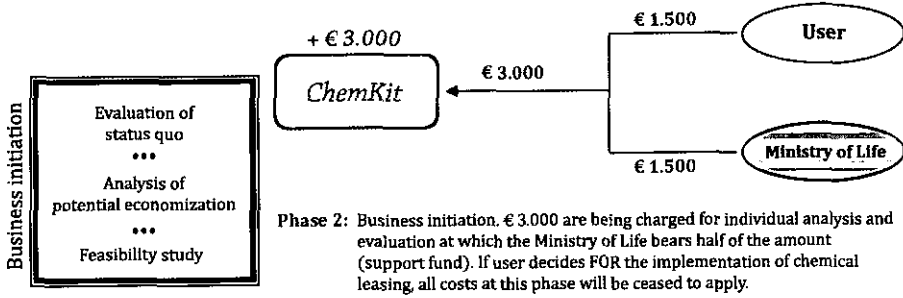 Business initiation
Evaluation of
status quo
•••
Analysis of
potential economization
•••
Feasibility study
+ € 3.000
ChemKit
€ 3.000
€ 1.500
User
Ministry of Life
€ 1.500
Phase 2: Business initiation. € 3.000 are being charged for individual analysis and
evaluation at which the Ministry of Life bears half of the amount
(support fund). If user decides FOR the implementation of chemical
leasing, all costs at this phase will be ceased to apply.